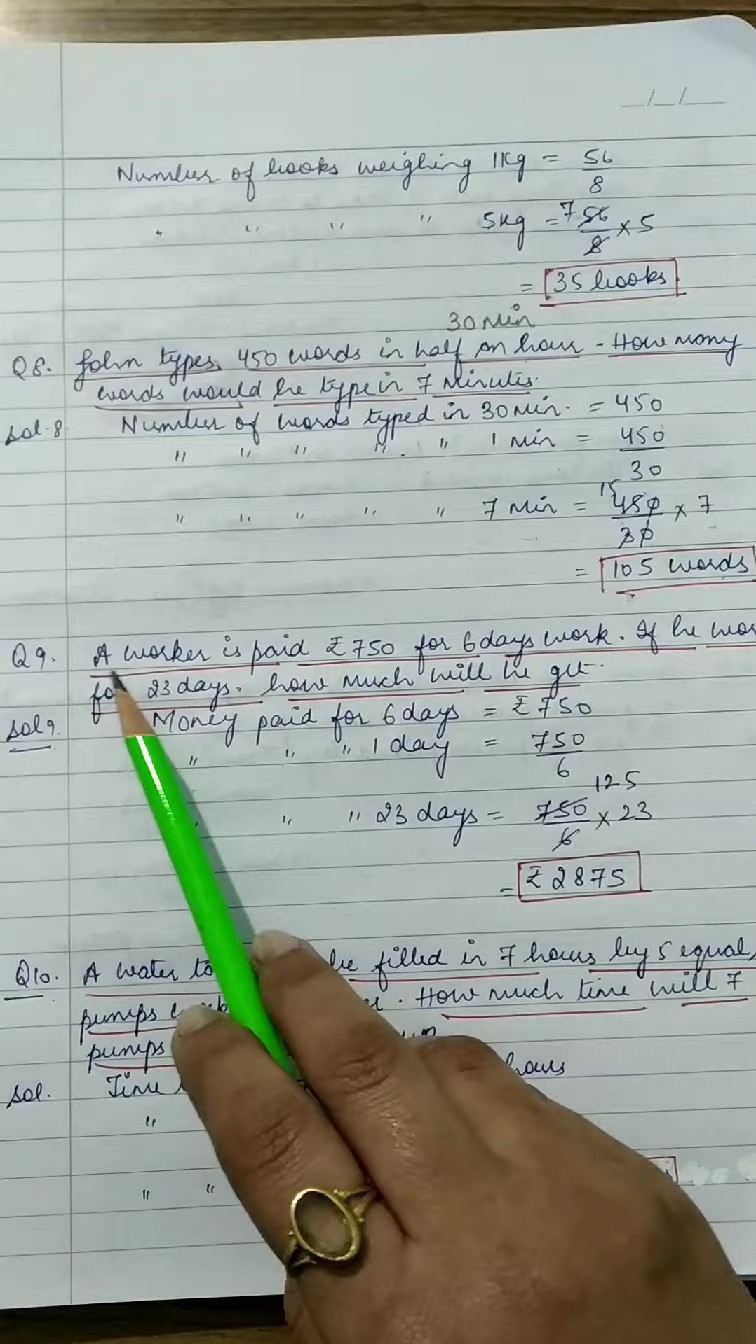 _/_/__
Number of books weighing 1Kg = 56/8
" " " " 5Kg = 7 56/8 × 5
= 35 books
30 Min
Q8. John types 450 words in half an hour. How many
words would he type in 7 Minutes.
Sol.8 Number of words typed in 30 Min. = 450
" " " " " 1 min = 450/30
" " " " " 7 Min = 15 450/30 × 7
= 105 words
Q9. A worker is paid ₹750 for 6 days work. If he wor
for 23 days. how much will he get.
Sol9. Money paid for 6 days = ₹750
" " " 1 day = 750/6
125
" " " 23 days = 750/6 × 23
= ₹2875
Q10. A water be filled in 7 hours by 5 equal
pumps. How much time will 7
pumps
Sol. Time hours
"
" "